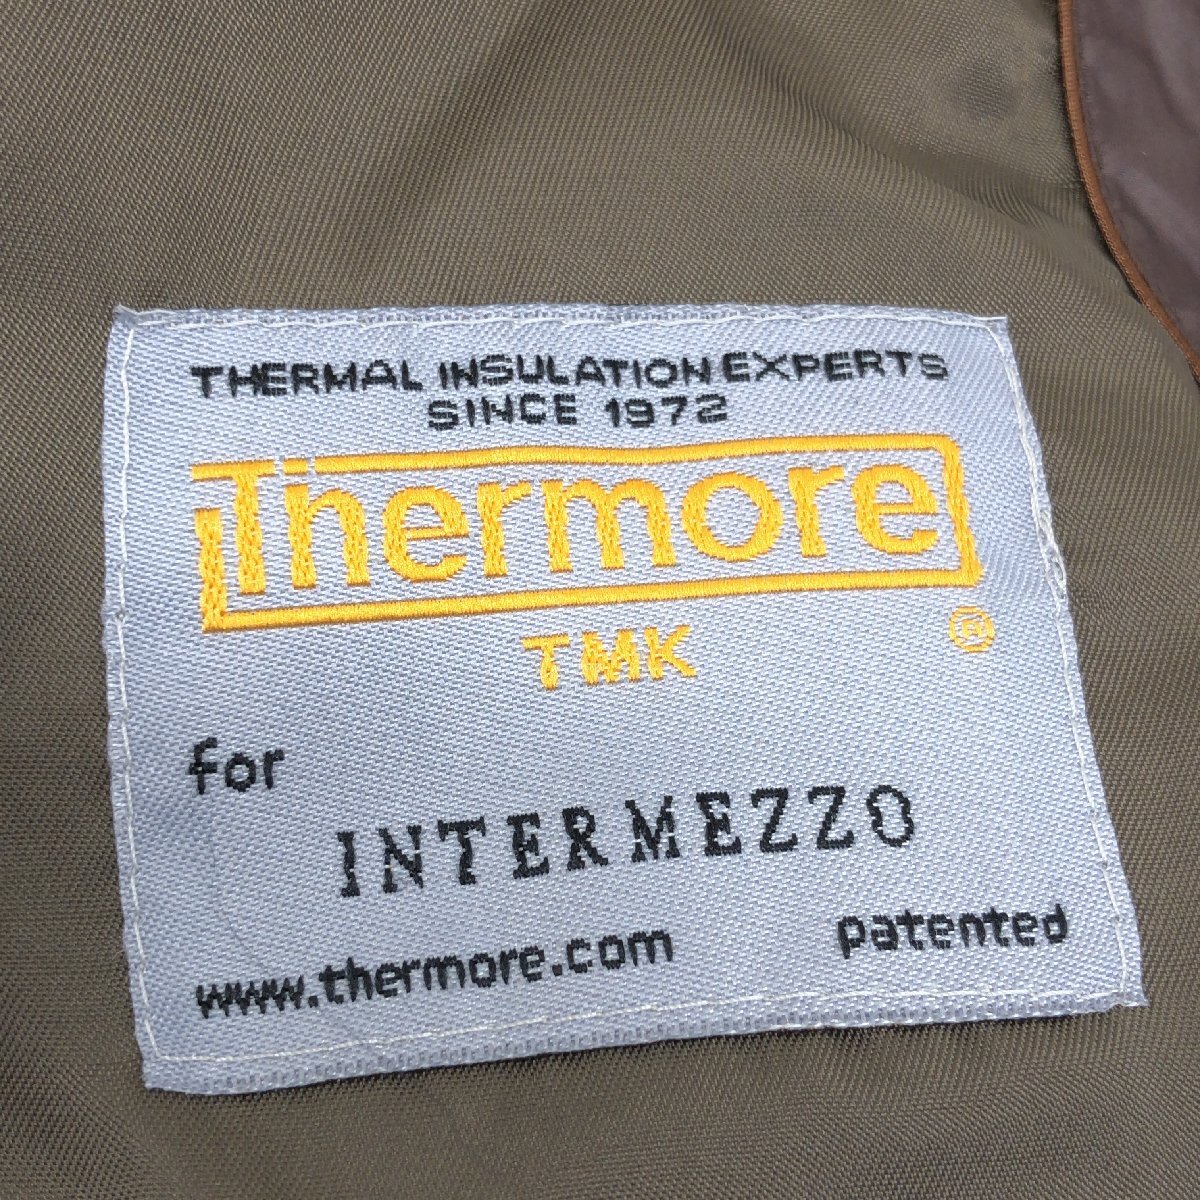 THERMAL INSULATION EXPERTS
SINCE 1972
Thermore
TMK ®
for
INTERMEZZO
www.thermore.com patented